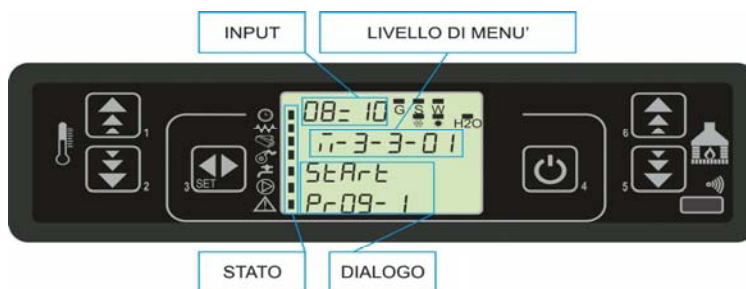 INPUT
LIVELLO DI MENU'
08:10 G S W
H2O
1
6
n-3-3-01
3 SET
StArt
4
2
5
Pr09-1
STATO
DIALOGO